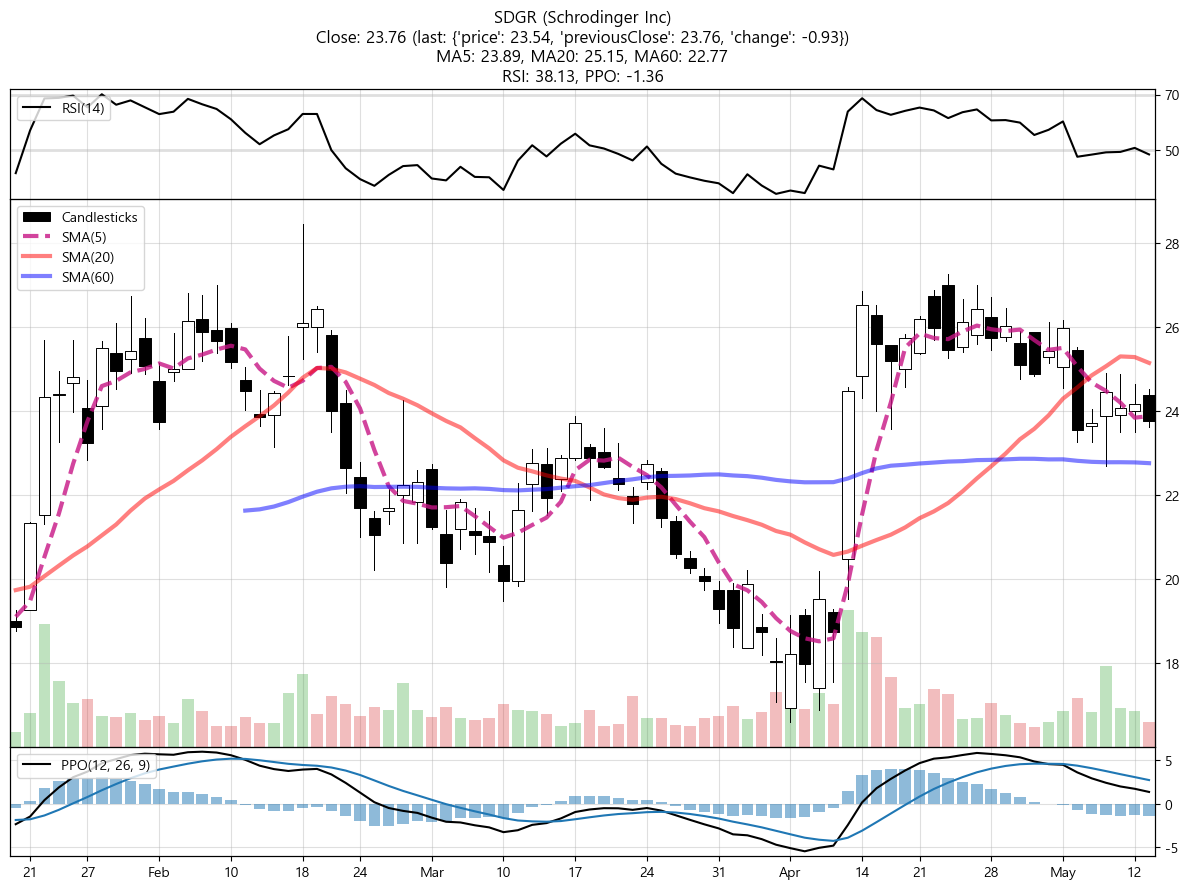 SDGR (Schrodinger Inc)
Close: 23.76 (last: {'price': 23.54, 'previousClose': 23.76, 'change': -0.93})
MA5: 23.89, MA20: 25.15, MA60: 22.77
RSI: 38.13, PPO: -1.36
RSI(14)
70
50
Candlesticks
SMA(5)
SMA(20)
SMA(60)
28
26
24
22
20
18
PPO(12, 26, 9)
5
0
-5
21 27 Feb 10 18 24 Mar 10 17 24 31 Apr 14 21 28 May 12